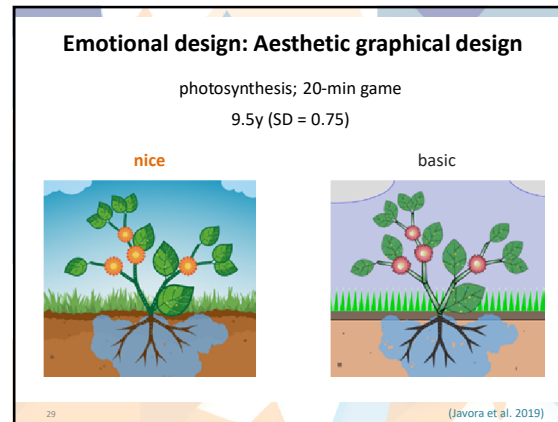 Emotional design: Aesthetic graphical design
photosynthesis; 20-min game
9.5y (SD = 0.75)
nice
basic
29
(Javora et al. 2019)